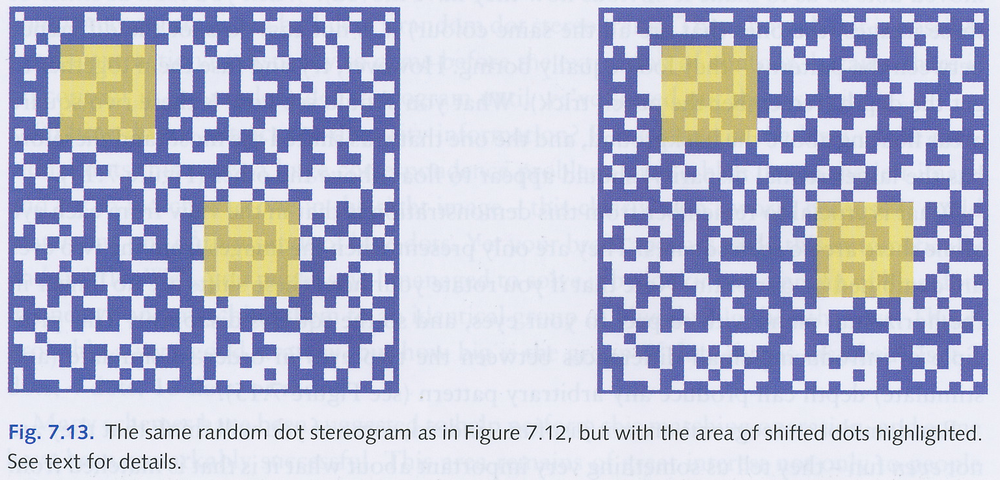 Fig. 7.13. The same random dot stereogram as in Figure 7.12, but with the area of shifted dots highlighted.
See text for details.